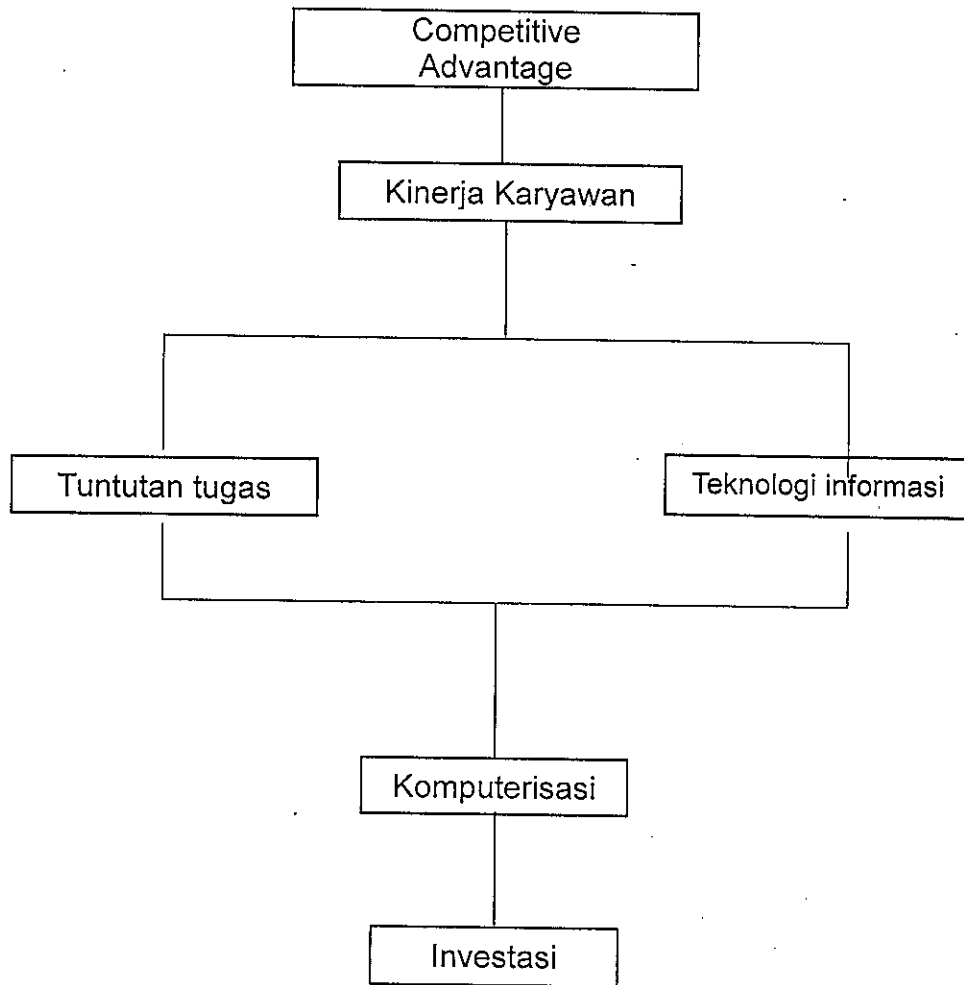 Competitive
Advantage
Kinerja Karyawan
Tuntutan tugas
Teknologi informasi
Komputerisasi
Investasi